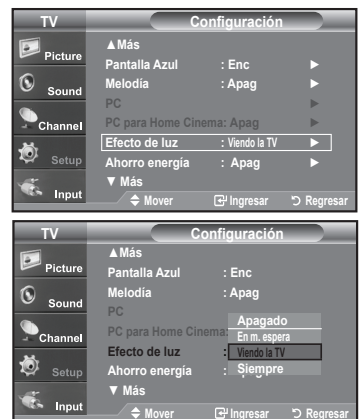 TV Configuración
▲Más
Picture
Pantalla Azul : Enc ►
Melodía : Apag ►
Sound
PC ►
Channel
PC para Home Cinema: Apag ►
Efecto de luz : Viendo la TV ►
Setup
Ahorro energía : Apag ►
▼ Más
Input
Mover Ingresar Regresar
TV Configuración
▲Más
Picture
Pantalla Azul : Enc
Melodía : Apag
Sound
PC
Channel
PC para Home Cinema:
Efecto de luz :
Setup
Ahorro energía :
Apagado
En m. espera
Viendo la TV
Siempre
▼ Más
Input
Mover Ingresar Regresar